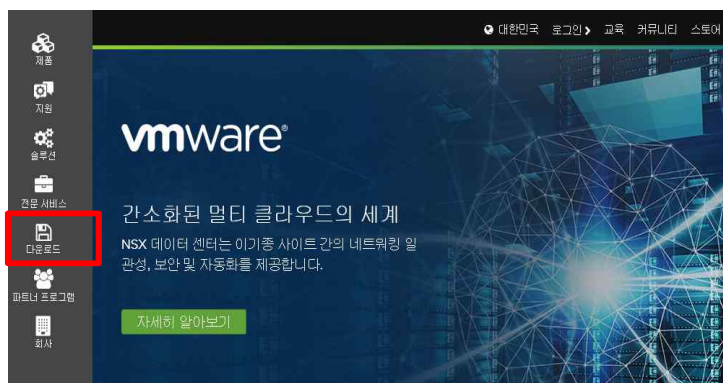 대한민국 로그인 교육 커뮤니티 스토어
제품
지원
솔루션
전문 서비스
다운로드
파트너 프로그램
회사
vmware®
간소화된 멀티 클라우드의 세계
NSX 데이터 센터는 이기종 사이트 간의 네트워킹 일
관성, 보안 및 자동화를 제공합니다.
자세히 알아보기